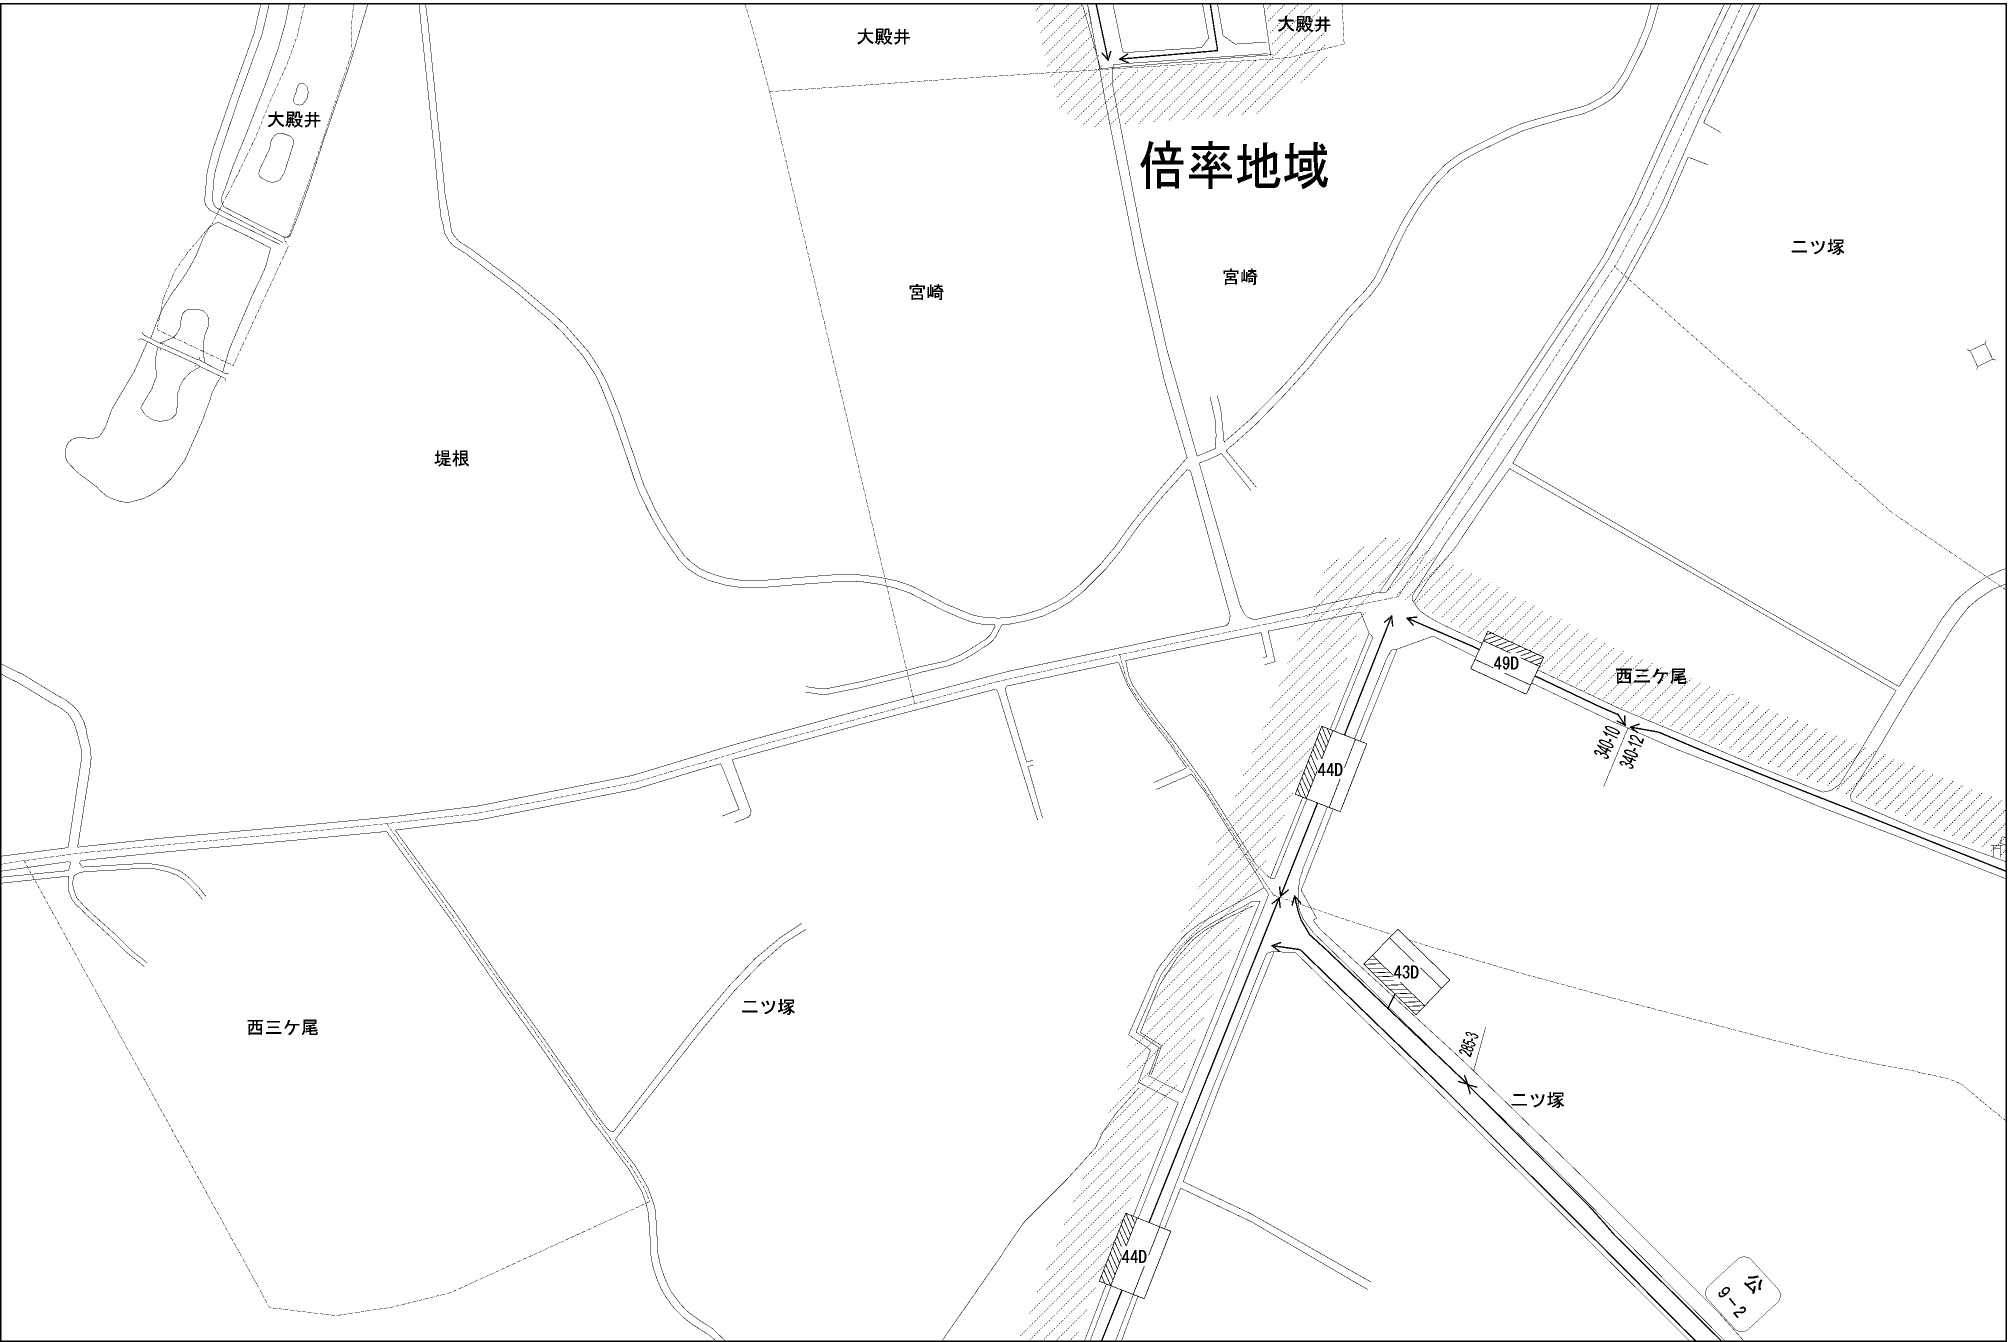 大殿井
大殿井
大殿井
倍率地域
二ツ塚
宮崎
宮崎
堤根
49D
西三ケ尾
340-10
340-12
44D
43D
二ツ塚
西三ケ尾
285-3
二ツ塚
44D
公
9-2